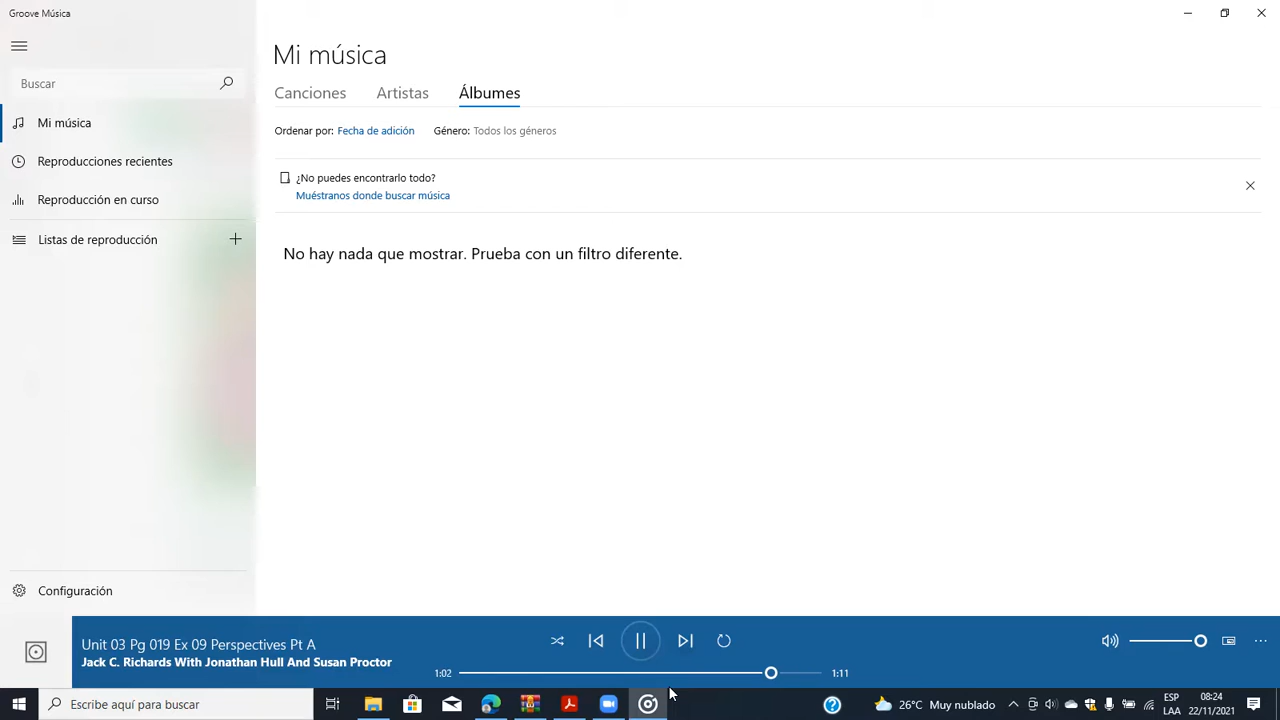 Groove Música
Buscar
Mi música
Reproducciones recientes
Reproducción en curso
Listas de reproducción
Configuración
Mi música
Canciones Artistas Álbumes
Ordenar por: Fecha de adición Género: Todos los géneros
¿No puedes encontrarlo todo?
Muéstranos donde buscar música
No hay nada que mostrar. Prueba con un filtro diferente.
Unit 03 Pg 019 Ex 09 Perspectives Pt A
Jack C. Richards With Jonathan Hull And Susan Proctor
1:02 1:11
Escribe aquí para buscar
26°C Muy nublado
ESP
LAA
08:24
22/11/2021